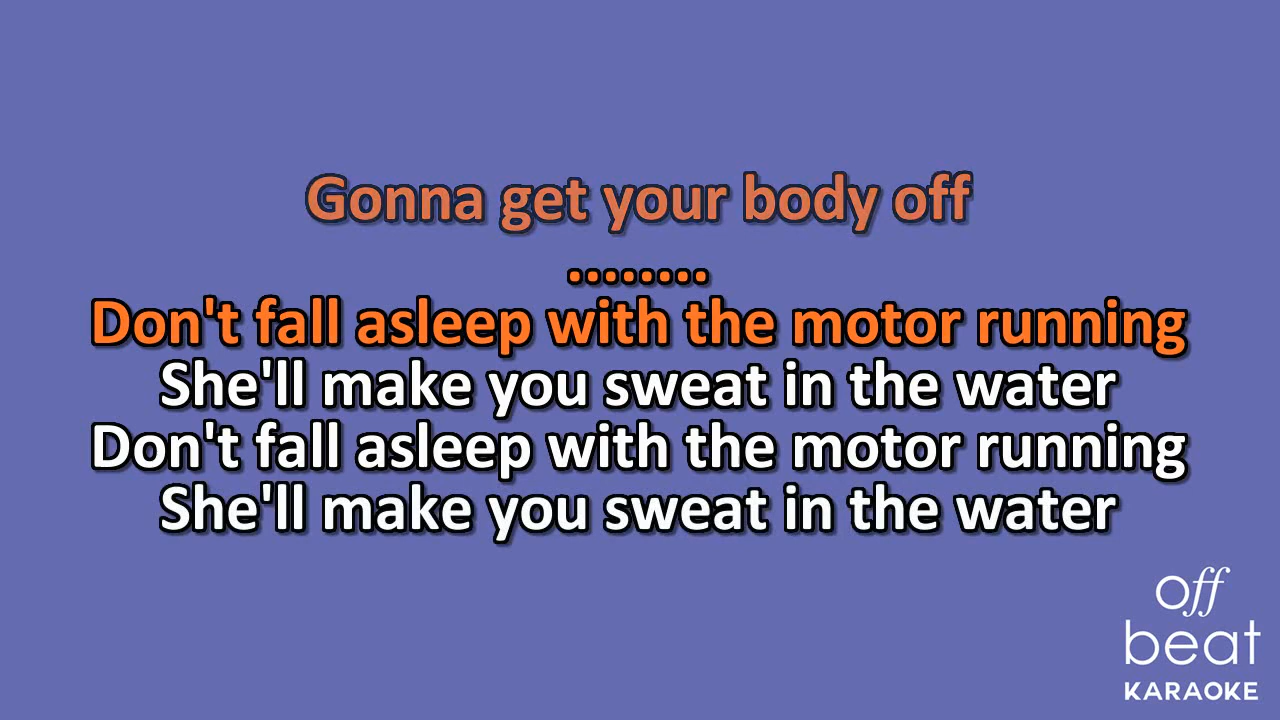 Gonna get your body off
........
Don't fall asleep with the motor running
She'll make you sweat in the water
Don't fall asleep with the motor running
She'll make you sweat in the water
off
beat
KARAOKE